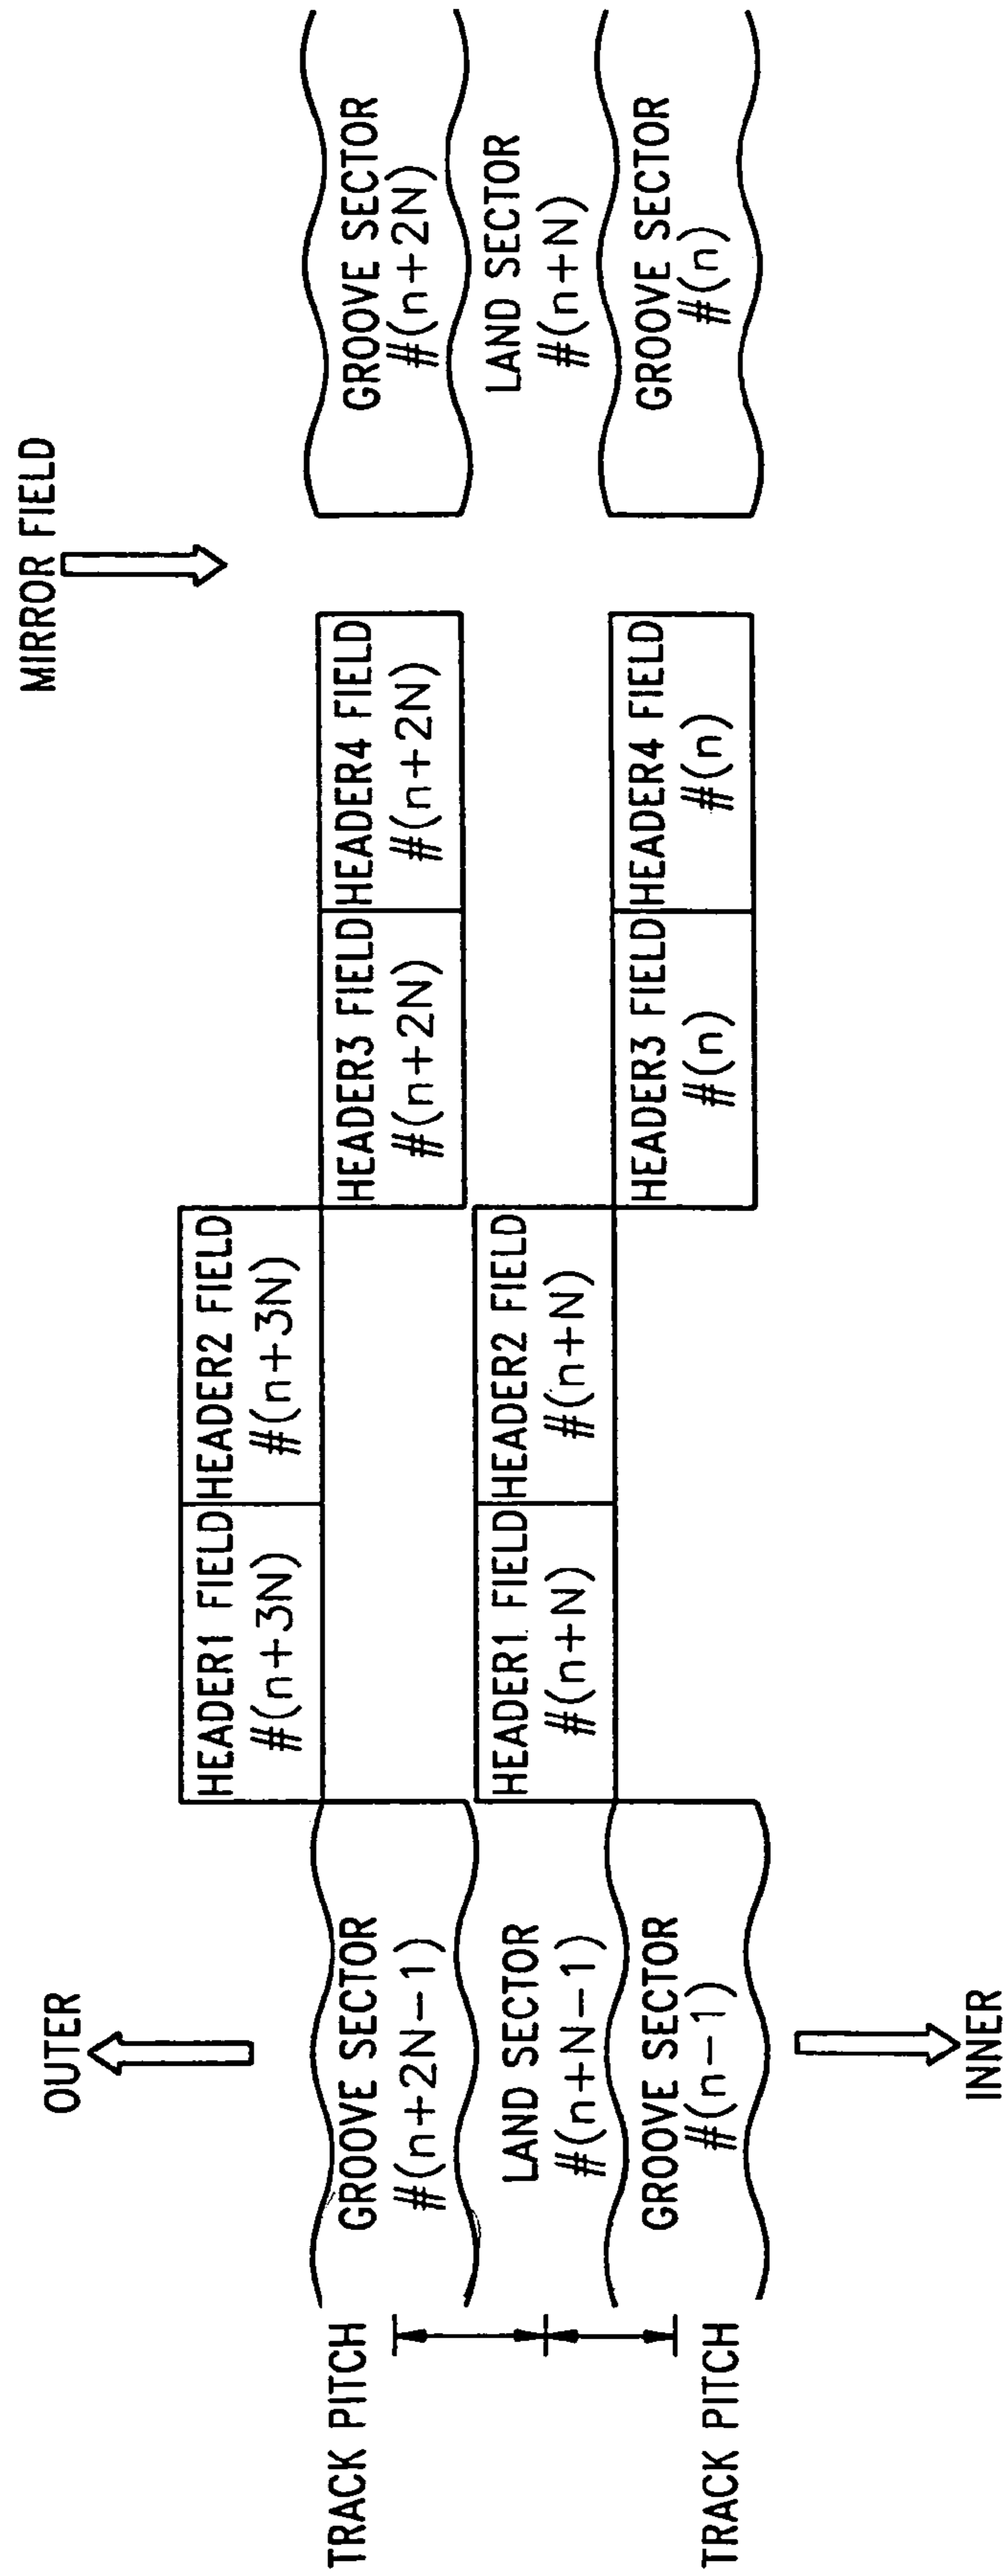 MIRROR FIELD
OUTER
HEADER1 FIELD
#(n+3N)
HEADER2 FIELD
#(n+3N)
TRACK PITCH
GROOVE SECTOR
#(n+2N-1)
HEADER3 FIELD
#(n+2N)
HEADER4 FIELD
#(n+2N)
GROOVE SECTOR
#(n+2N)
LAND SECTOR
#(n+N-1)
HEADER1 FIELD
#(n+N)
HEADER2 FIELD
#(n+N)
LAND SECTOR
#(n+N)
TRACK PITCH
GROOVE SECTOR
#(n-1)
HEADER3 FIELD
#(n)
HEADER4 FIELD
#(n)
GROOVE SECTOR
#(n)
INNER